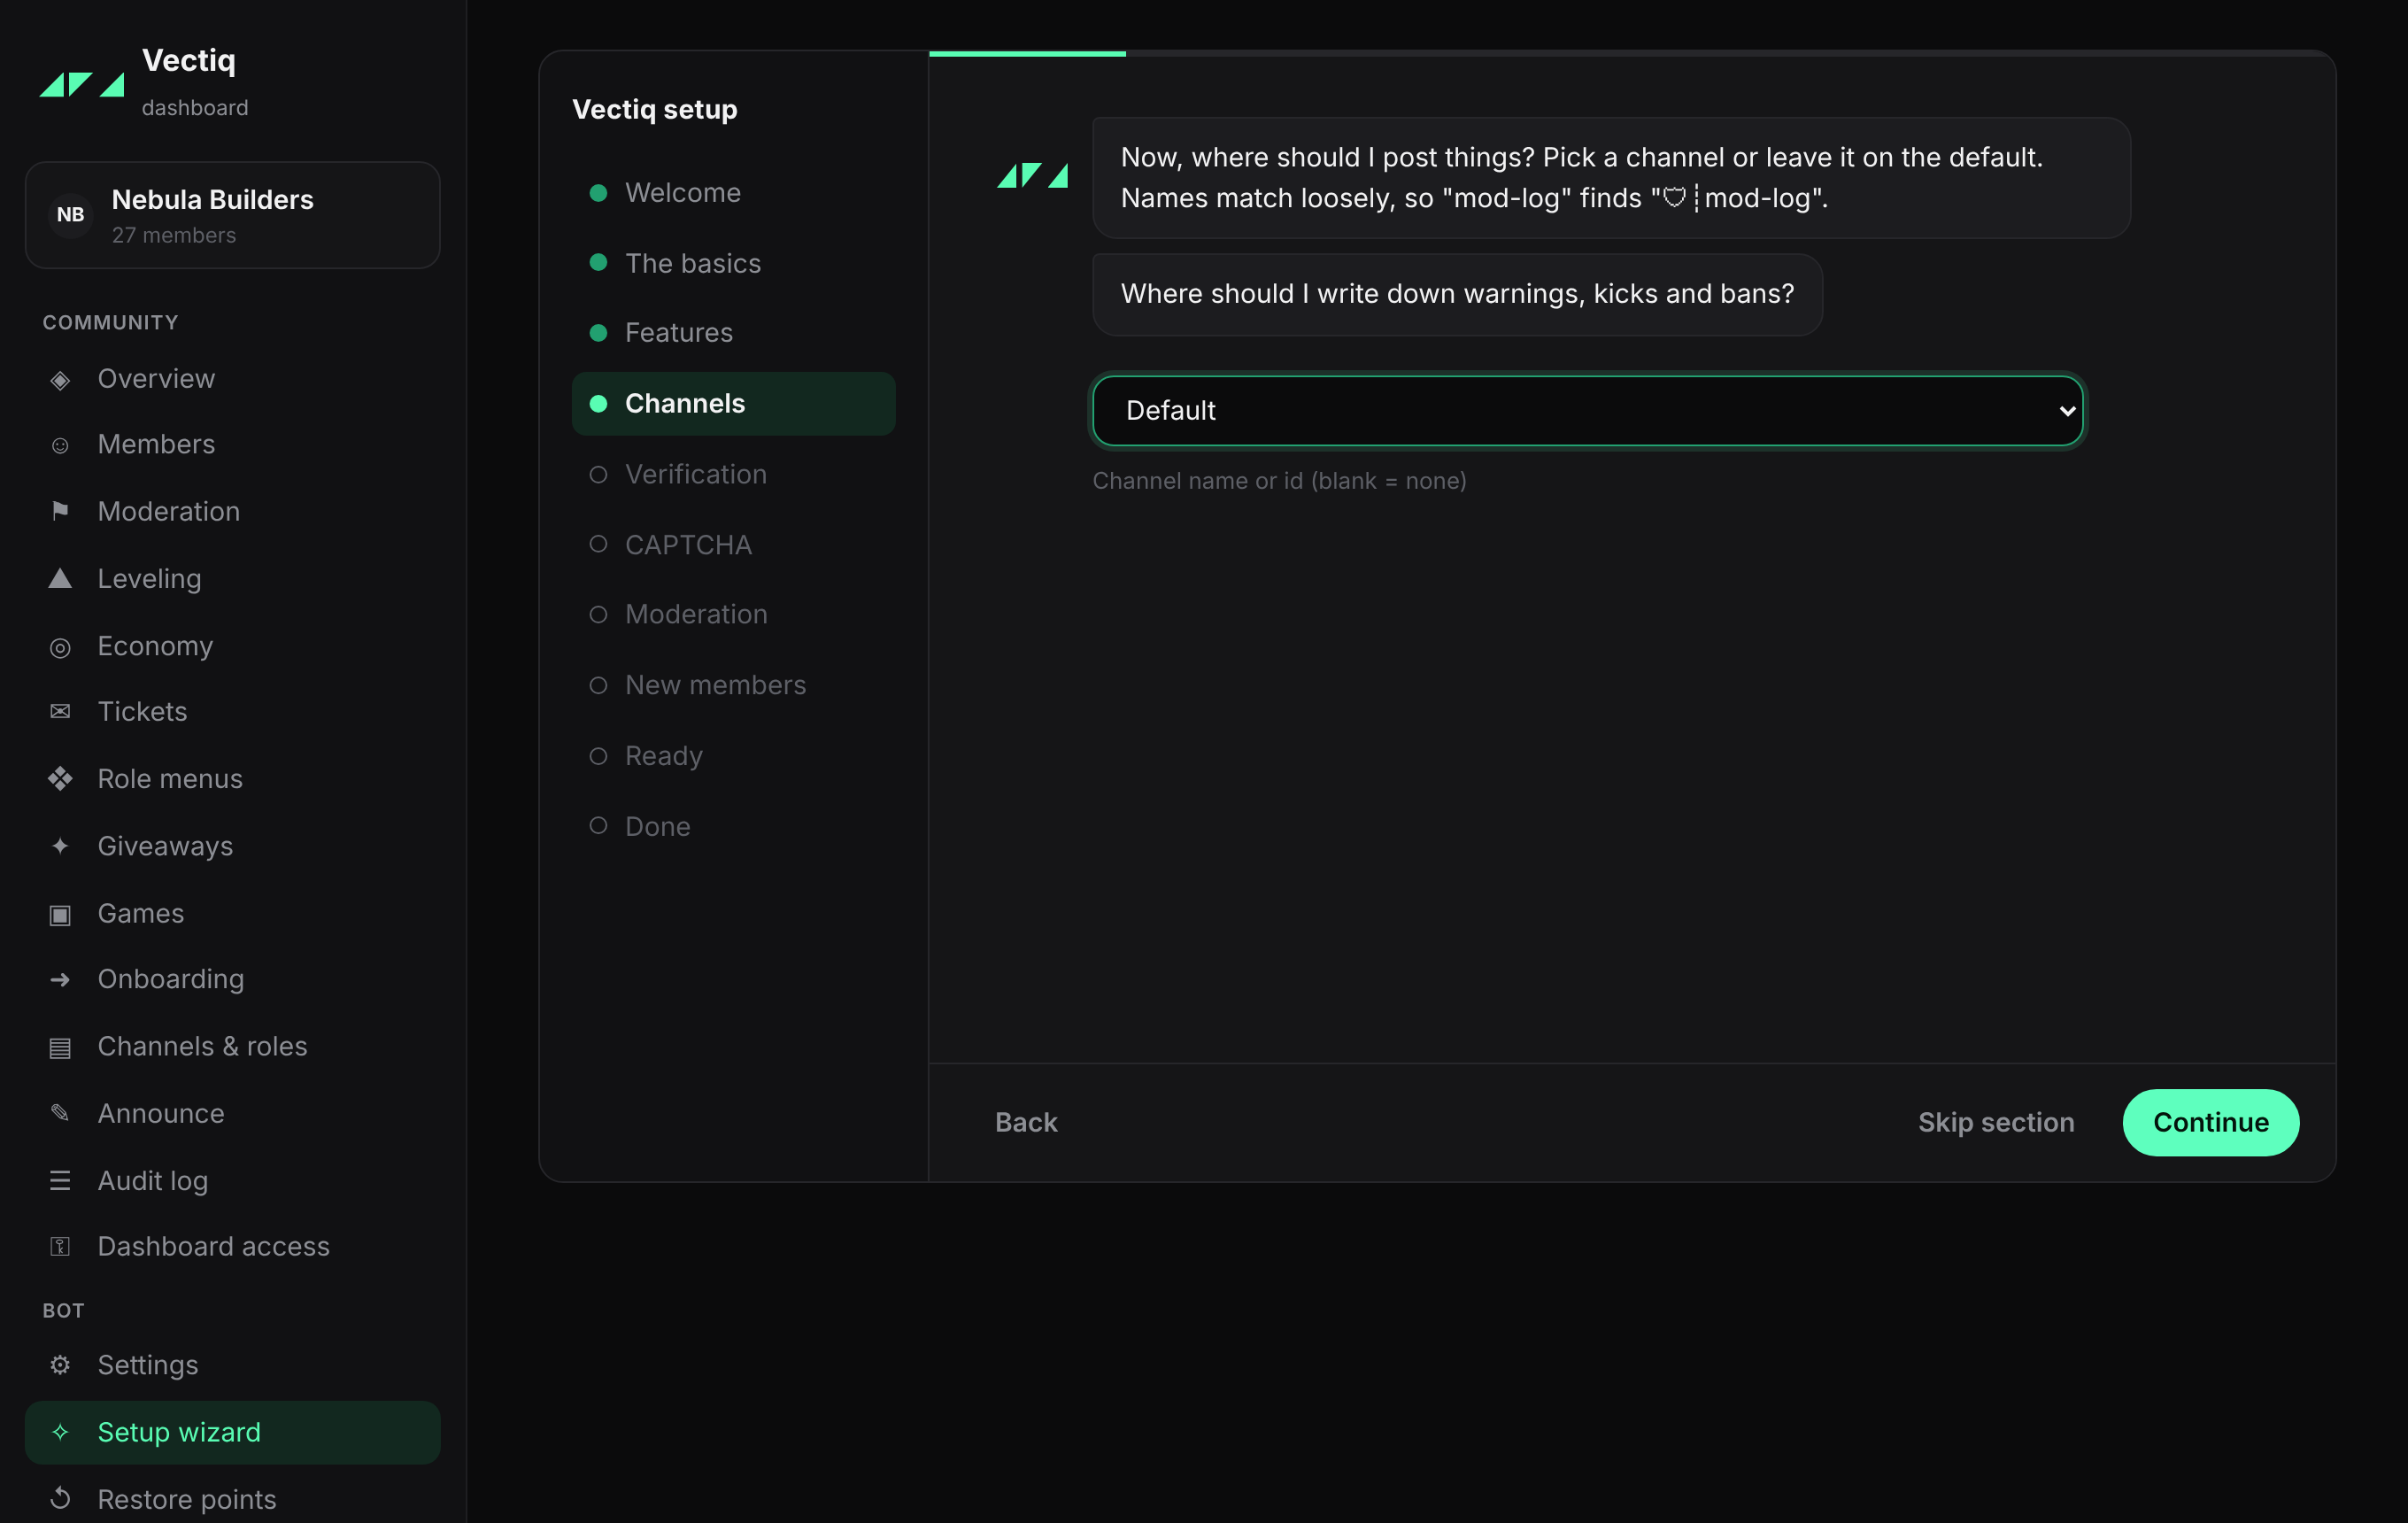 Vectiq
dashboard
NB
Nebula Builders
27 members
COMMUNITY
Overview
Members
Moderation
Leveling
Economy
Tickets
Role menus
Giveaways
Games
Onboarding
Channels & roles
Announce
Audit log
Dashboard access
BOT
Settings
Setup wizard
Restore points
Vectiq setup
Welcome
The basics
Features
Channels
Verification
CAPTCHA
Moderation
New members
Ready
Done
Now, where should I post things? Pick a channel or leave it on the default.
Names match loosely, so "mod-log" finds "🛡┊mod-log".
Where should I write down warnings, kicks and bans?
Default
Channel name or id (blank = none)
Back
Skip section
Continue